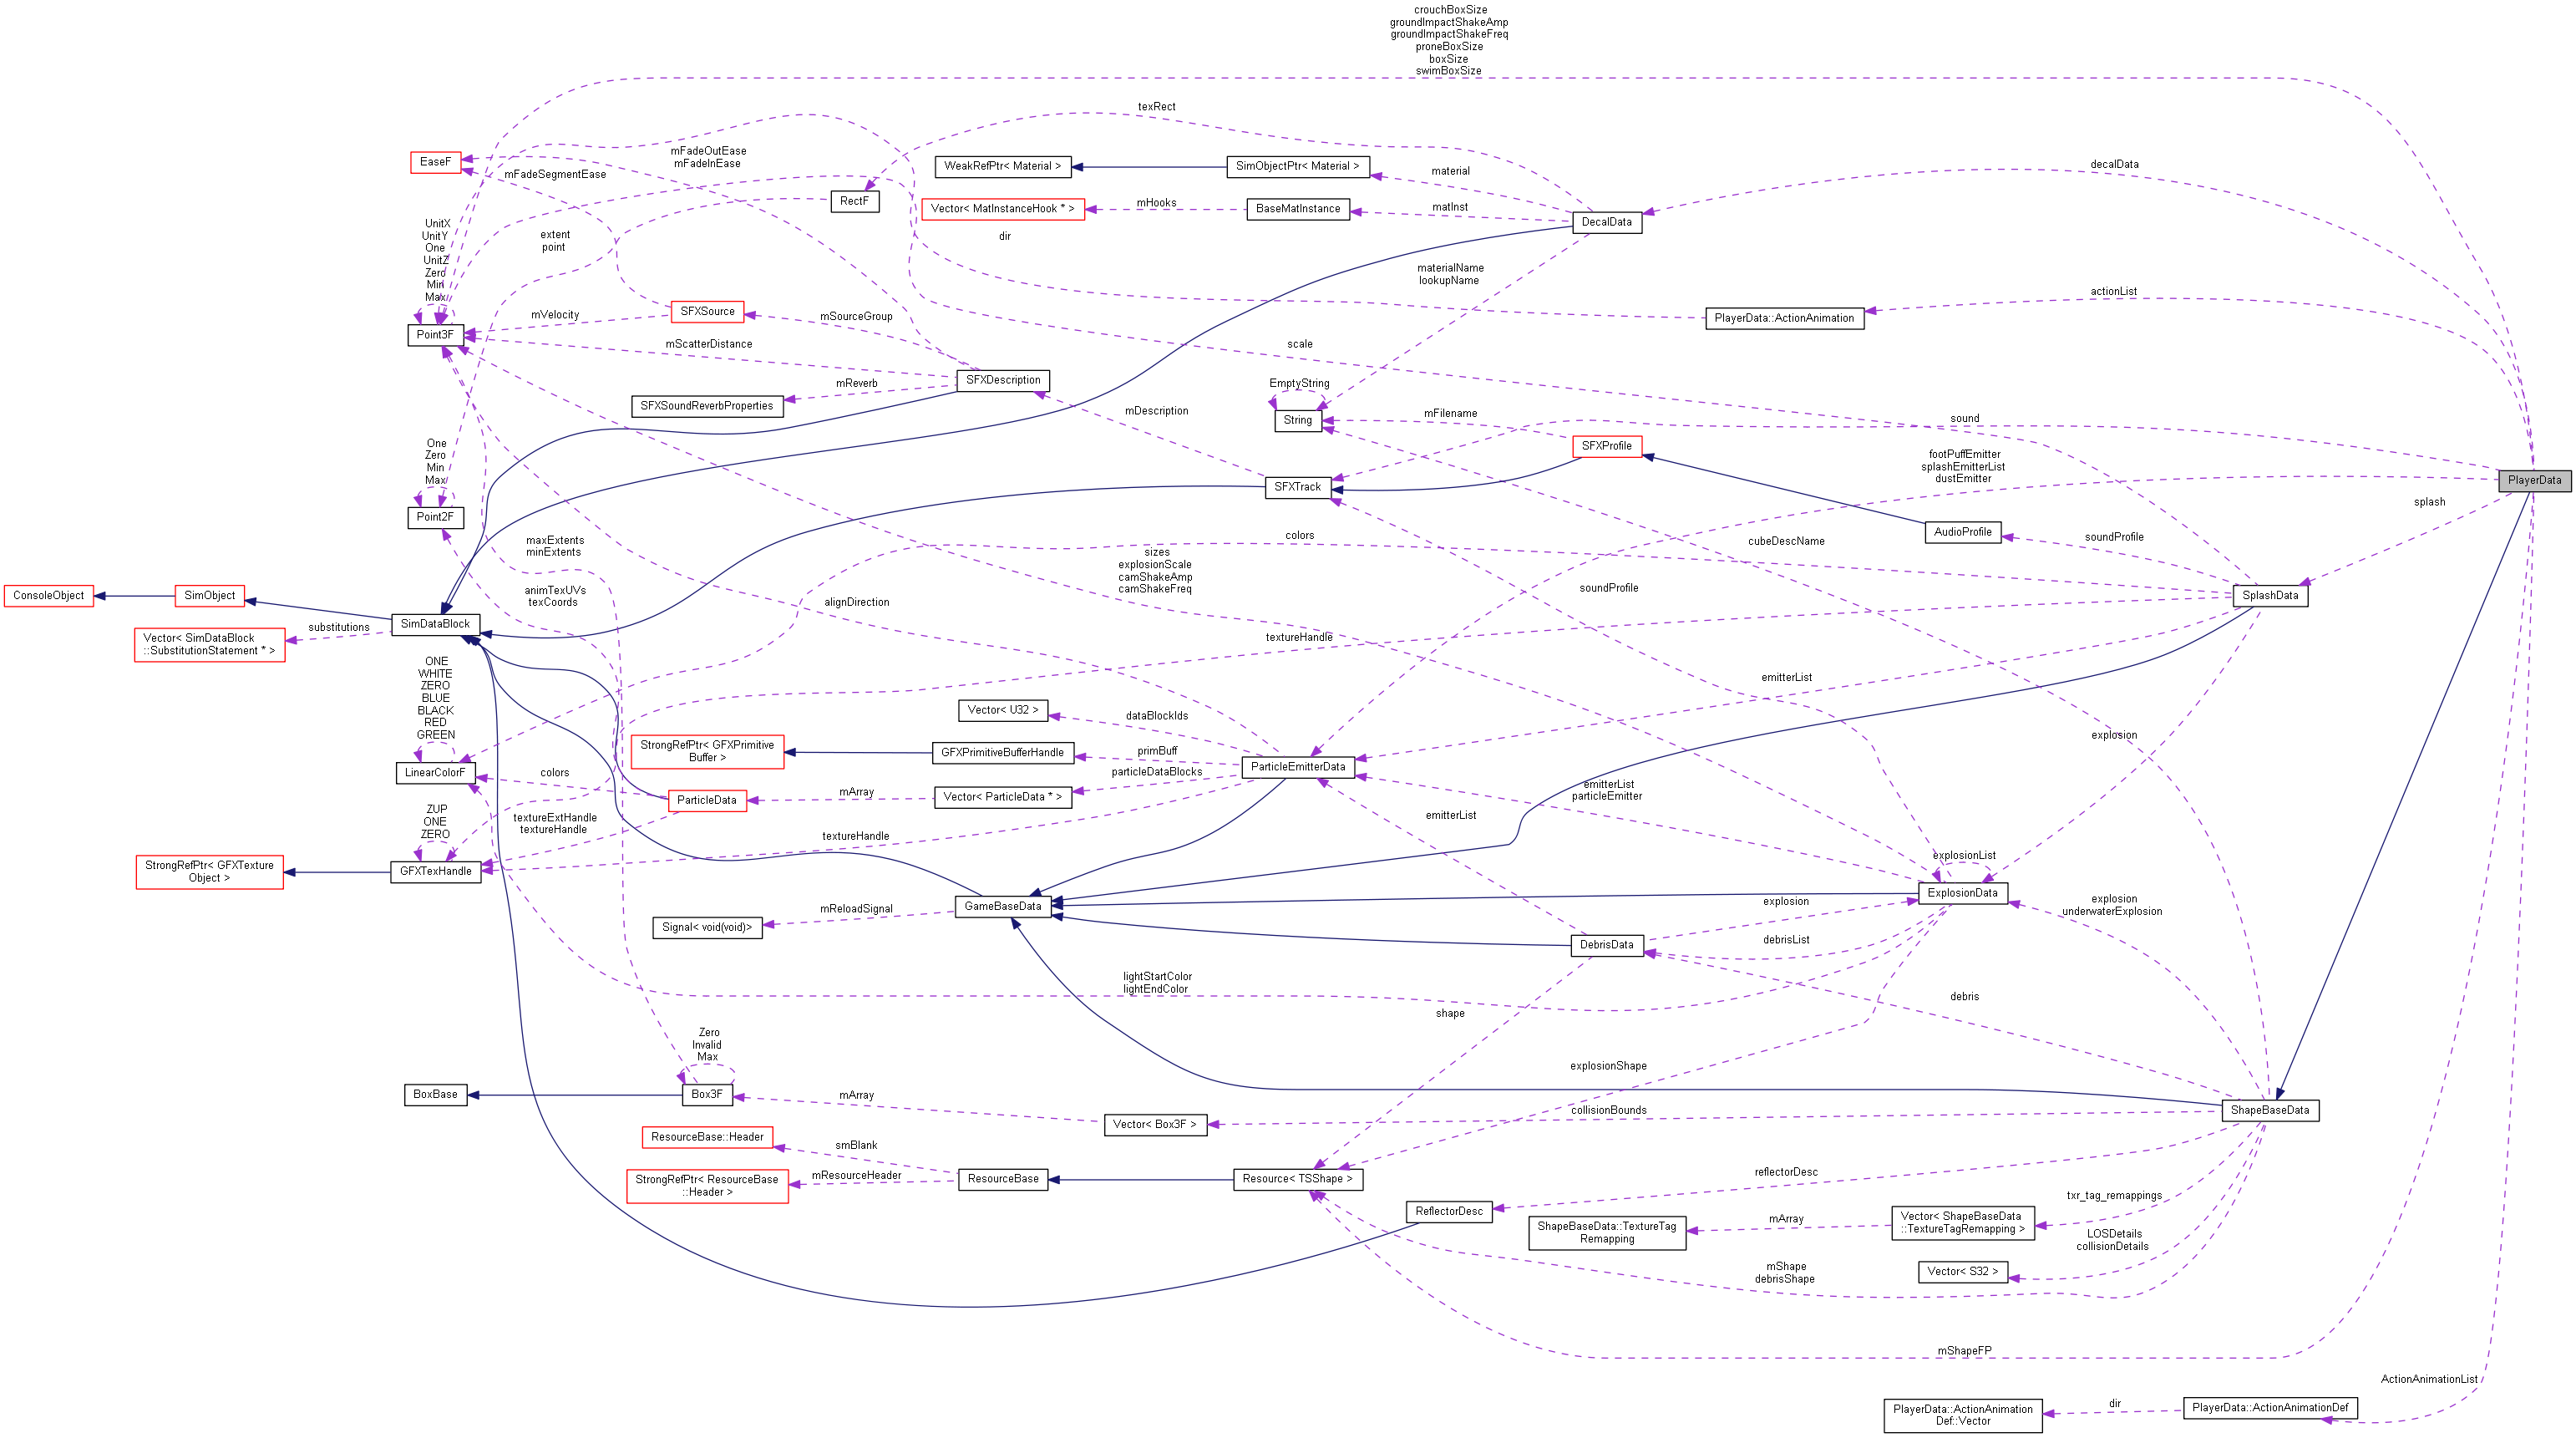 crouchBoxSize
groundImpactShakeAmp
groundImpactShakeFreq
proneBoxSize
boxSize
swimBoxSize
texRect
EaseF
mFadeOutEase
mFadeInEase
mFadeSegmentEase
WeakRefPtr< Material >
SimObjectPtr< Material >
material
decalData
RectF
Vector< MatInstanceHook * >
mHooks
BaseMatInstance
matInst
DecalData
UnitX
UnitY
One
UnitZ
Zero
Min
Max
extent
point
dir
materialName
lookupName
actionList
Point3F
mVelocity
SFXSource
mSourceGroup
PlayerData::ActionAnimation
mScatterDistance
scale
SFXDescription
mReverb
SFXSoundReverbProperties
mDescription
EmptyString
String
mFilename
sound
SFXProfile
One
Zero
Min
Max
Point2F
SFXTrack
footPuffEmitter
splashEmitterList
dustEmitter
PlayerData
splash
AudioProfile
soundProfile
maxExtents
minExtents
colors
cubeDescName
sizes
explosionScale
camShakeAmp
camShakeFreq
ConsoleObject
SimObject
animTexUVs
texCoords
alignDirection
soundProfile
SplashData
SimDataBlock
substitutions
Vector< SimDataBlock
::SubstitutionStatement * >
textureHandle
ONE
WHITE
ZERO
BLUE
BLACK
RED
GREEN
emitterList
Vector< U32 >
dataBlockIds
explosion
StrongRefPtr< GFXPrimitive
Buffer >
GFXPrimitiveBufferHandle
primBuff
LinearColorF
colors
ParticleEmitterData
particleDataBlocks
ParticleData
mArray
Vector< ParticleData * >
emitterList
particleEmitter
ZUP
ONE
ZERO
textureExtHandle
textureHandle
textureHandle
emitterList
explosionList
StrongRefPtr< GFXTexture
Object >
GFXTexHandle
ExplosionData
GameBaseData
mReloadSignal
Signal< void(void)>
explosion
explosion
underwaterExplosion
DebrisData
debrisList
lightStartColor
lightEndColor
debris
shape
Zero
Invalid
Max
explosionShape
BoxBase
Box3F
mArray
Vector< Box3F >
collisionBounds
ShapeBaseData
ResourceBase::Header
smBlank
StrongRefPtr< ResourceBase
::Header >
mResourceHeader
ResourceBase
Resource< TSShape >
reflectorDesc
ReflectorDesc
txr_tag_remappings
ShapeBaseData::TextureTag
Remapping
mArray
Vector< ShapeBaseData
::TextureTagRemapping >
LOSDetails
collisionDetails
Vector< S32 >
mShape
debrisShape
mShapeFP
ActionAnimationList
PlayerData::ActionAnimation
Def::Vector
dir
PlayerData::ActionAnimationDef